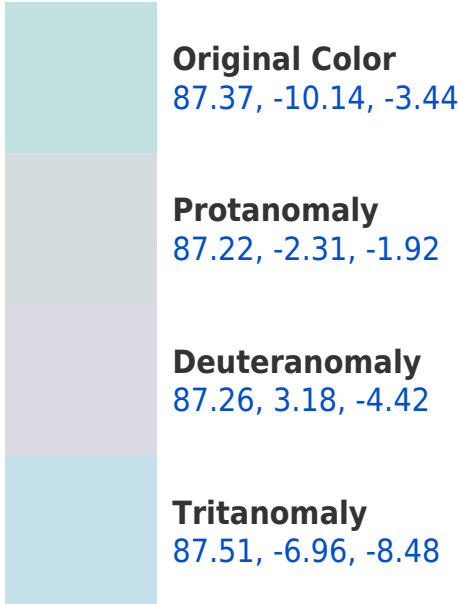 Original Color
87.37, -10.14, -3.44
Protanomaly
87.22, -2.31, -1.92
Deuteranomaly
87.26, 3.18, -4.42
Tritanomaly
87.51, -6.96, -8.48